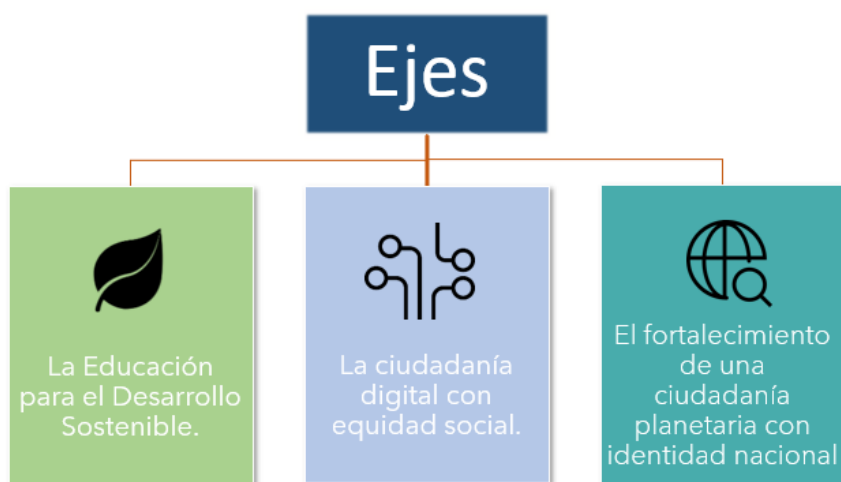 Ejes
La Educación
para el Desarrollo
Sostenible.
La ciudadanía
digital con
equidad social.
El fortalecimiento
de una
ciudadanía
planetaria con
identidad nacional